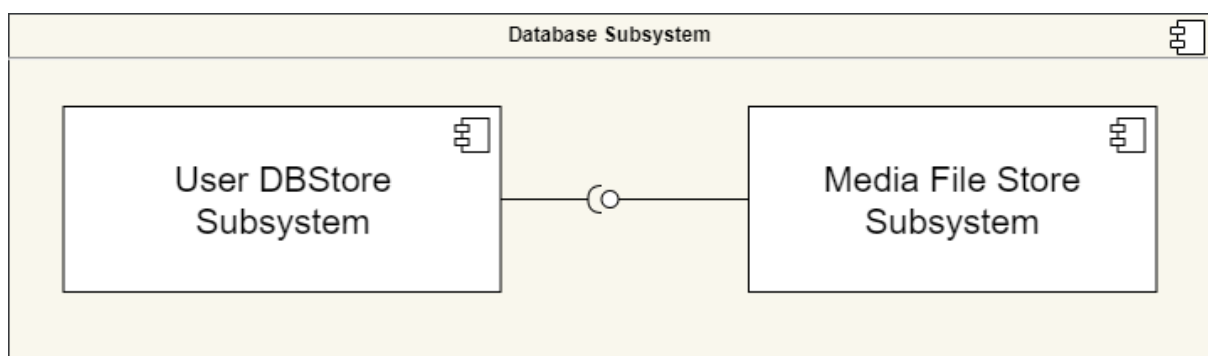 Database Subsystem
User DBStore
Subsystem
Media File Store
Subsystem